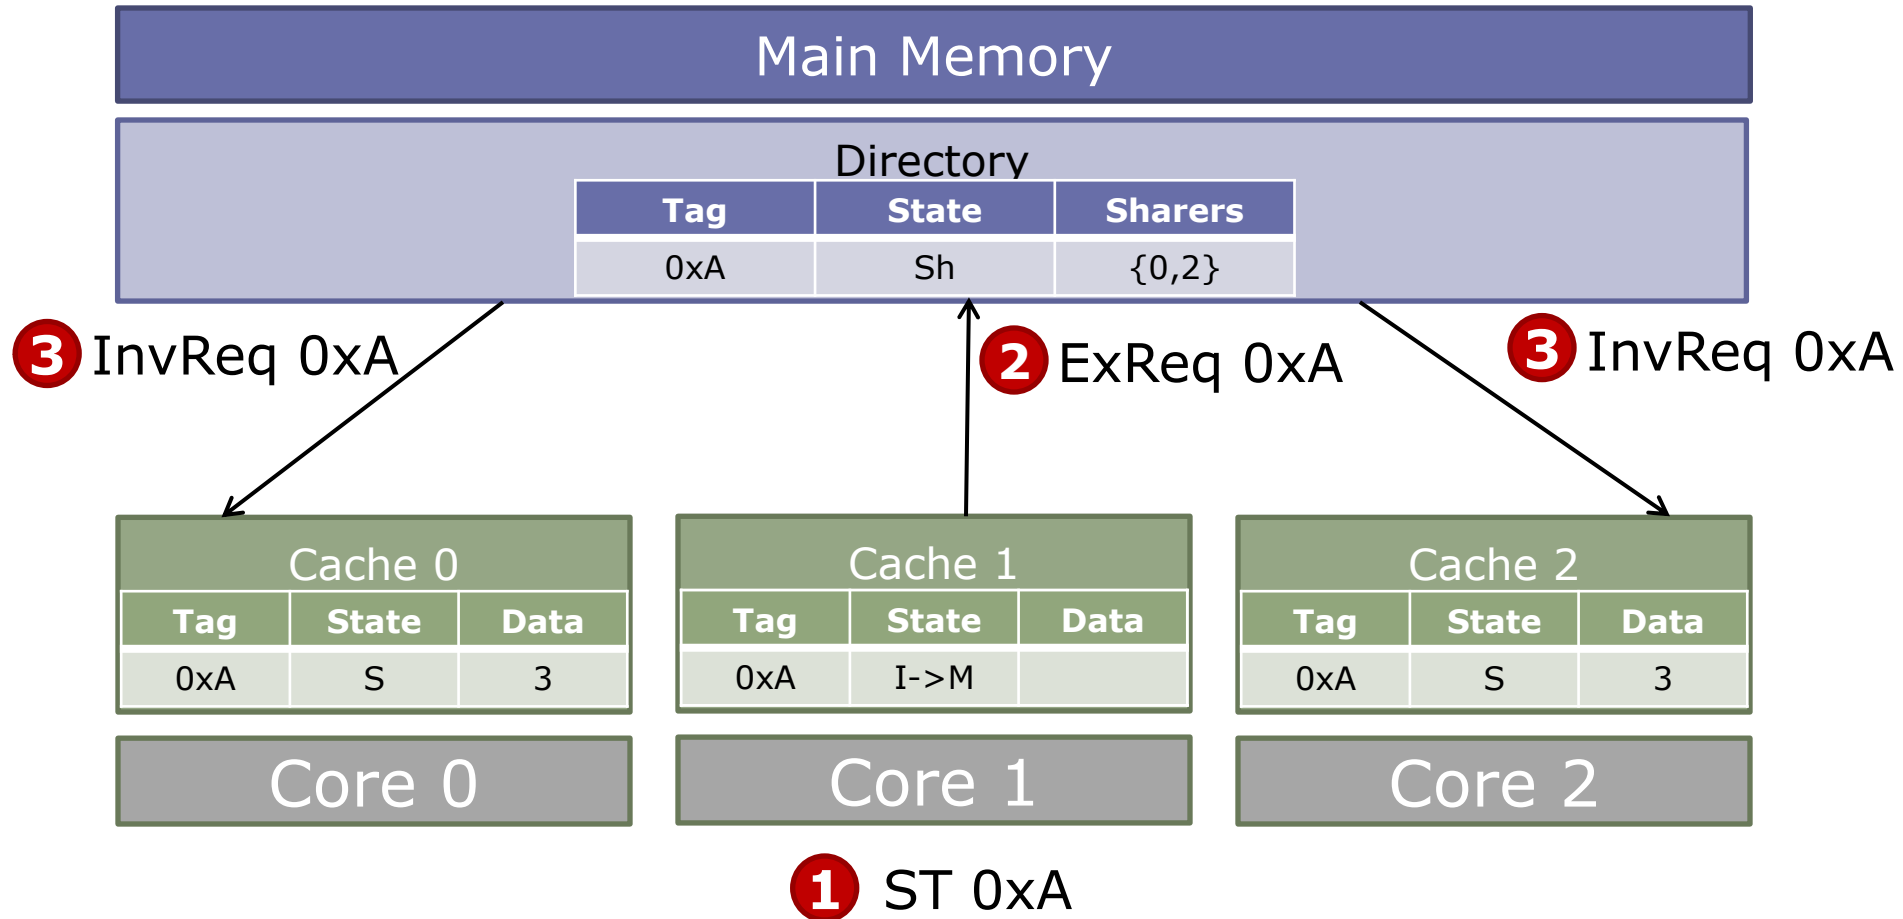 Main Memory
Directory
Tag State Sharers
0xA Sh {0,2}
3 InvReq 0xA
2 ExReq 0xA
3 InvReq 0xA
Cache 0
Tag State Data
0xA S 3
Cache 1
Tag State Data
0xA I->M
Cache 2
Tag State Data
0xA S 3
Core 0
Core 1
Core 2
1 ST 0xA